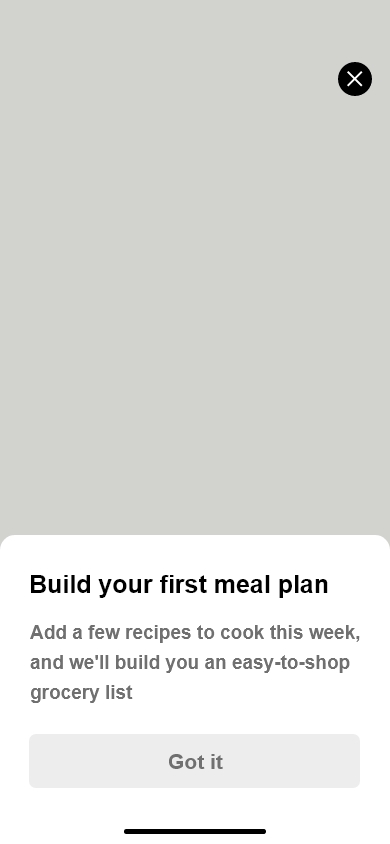 Build your first meal plan
Add a few recipes to cook this week,
and we'll build you an easy-to-shop
grocery list
Got it